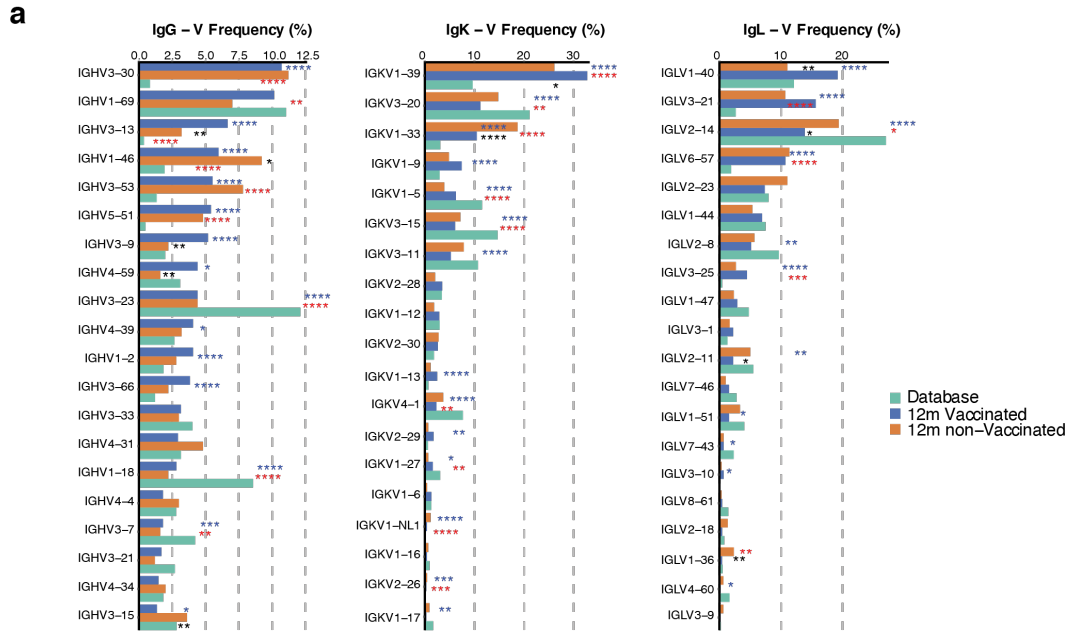 a
IgG – V Frequency (%)
0.0 2.5 5.0 7.5 10.0 12.5
IGHV3–30 **** ****
IGHV1–69 **
IGHV3–13 **** ** ****
IGHV1–46 **** * ****
IGHV3–53 **** ****
IGHV5–51 **** ****
IGHV3–9 **** **
IGHV4–59 * **
IGHV3–23 **** ****
IGHV4–39 *
IGHV1–2 ****
IGHV3–66 ****
IGHV3–33
IGHV4–31
IGHV1–18 **** ****
IGHV4–4
IGHV3–7 *** **
IGHV3–21
IGHV4–34
IGHV3–15 * **
IgK – V Frequency (%)
0 10 20 30
IGKV1–39 **** **** *
IGKV3–20 **** **
IGKV1–33 **** **** ****
IGKV1–9 ****
IGKV1–5 **** ****
IGKV3–15 **** ****
IGKV3–11 ****
IGKV2–28
IGKV1–12
IGKV2–30
IGKV1–13 ****
IGKV4–1 **** **
IGKV2–29 **
IGKV1–27 * **
IGKV1–6
IGKV1–NL1 **** ****
IGKV1–16
IGKV2–26 *** ***
IGKV1–17 **
IgL – V Frequency (%)
0 10 20
IGLV1–40 ** ****
IGLV3–21 **** ****
IGLV2–14 **** * *
IGLV6–57 **** ****
IGLV2–23
IGLV1–44
IGLV2–8 **
IGLV3–25 **** ***
IGLV1–47
IGLV3–1
IGLV2–11 ** *
IGLV7–46
IGLV1–51 *
IGLV7–43 *
IGLV3–10 *
IGLV8–61
IGLV2–18
IGLV1–36 ** **
IGLV4–60 *
IGLV3–9
Database
12m Vaccinated
12m non–Vaccinated